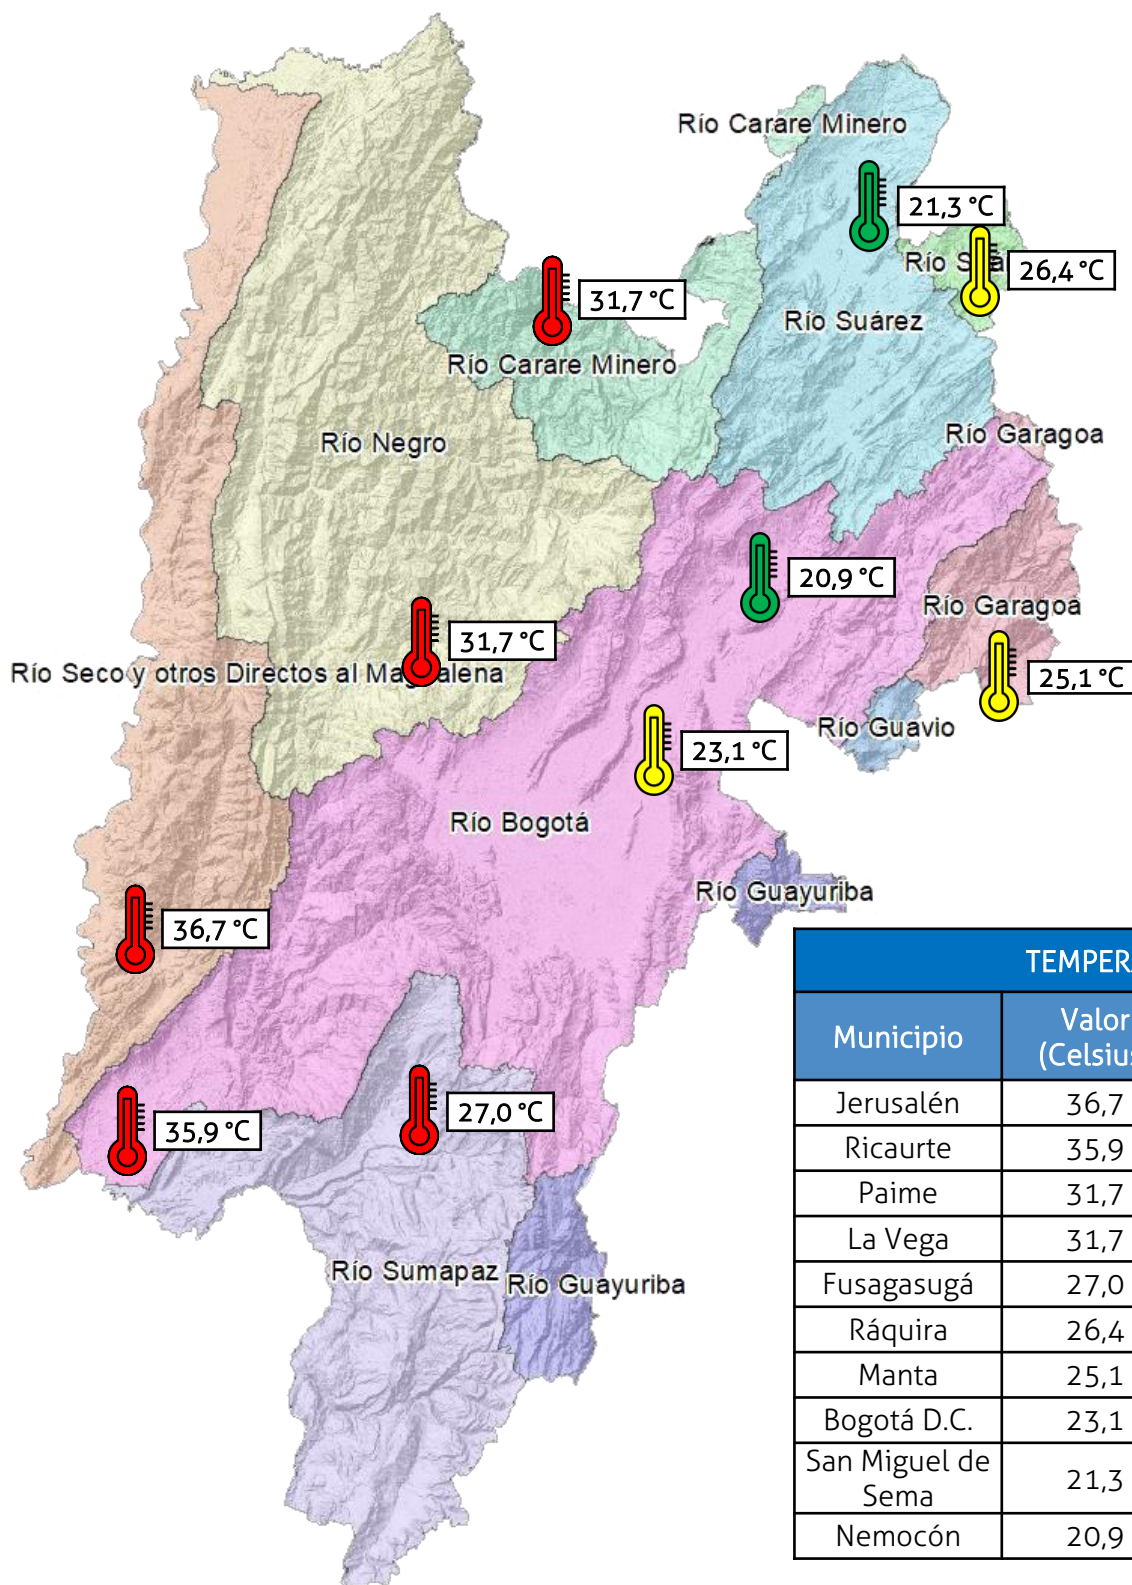 Río Carare Minero
21,3 °C
Río S
26,4 °C
31,7 °C
Río Suárez
Río Carare Minero
Río Negro
Río Garagoa
20,9 °C
Río Garagoa
31,7 °C
Río Seco y otros Directos al Magdalena
25,1 °C
Río Guavio
23,1 °C
Río Bogotá
Río Guayuriba
36,7 °C
27,0 °C
35,9 °C
Río Sumapaz
Río Guayuriba
TEMPERA
Municipio
Valor
(Celsius
Jerusalén 36,7
Ricaurte 35,9
Paime 31,7
La Vega 31,7
Fusagasugá 27,0
Ráquira 26,4
Manta 25,1
Bogotá D.C. 23,1
San Miguel de
Sema 21,3
Nemocón 20,9